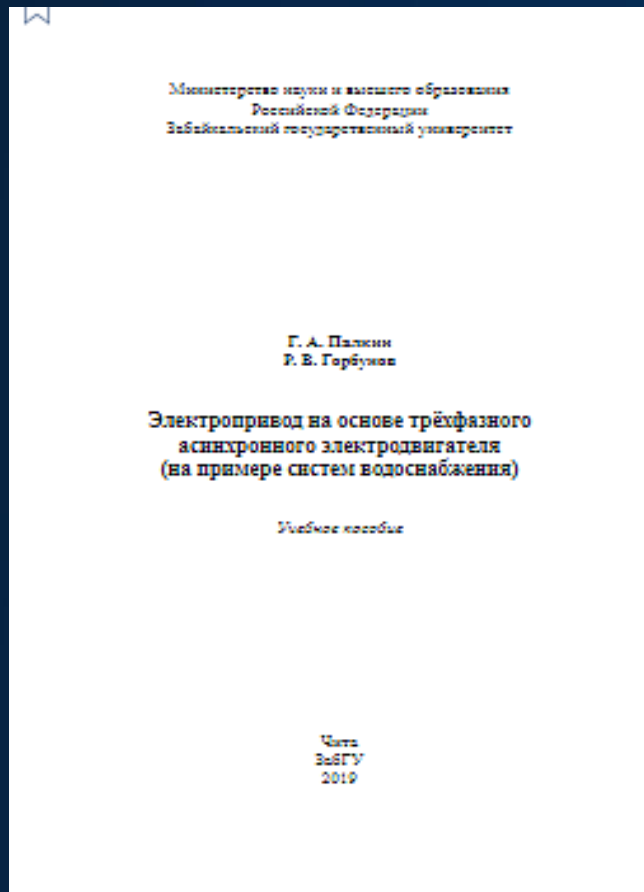 Министерство науки и высшего образования
Российской Федерации
Забайкальский государственный университет
Г. А. Палкин
Р. В. Горбунов
Электропривод на основе трёхфазного
асинхронного электродвигателя
(на примере систем водоснабжения)
Учебное пособие
Чита
ЗабГУ
2019